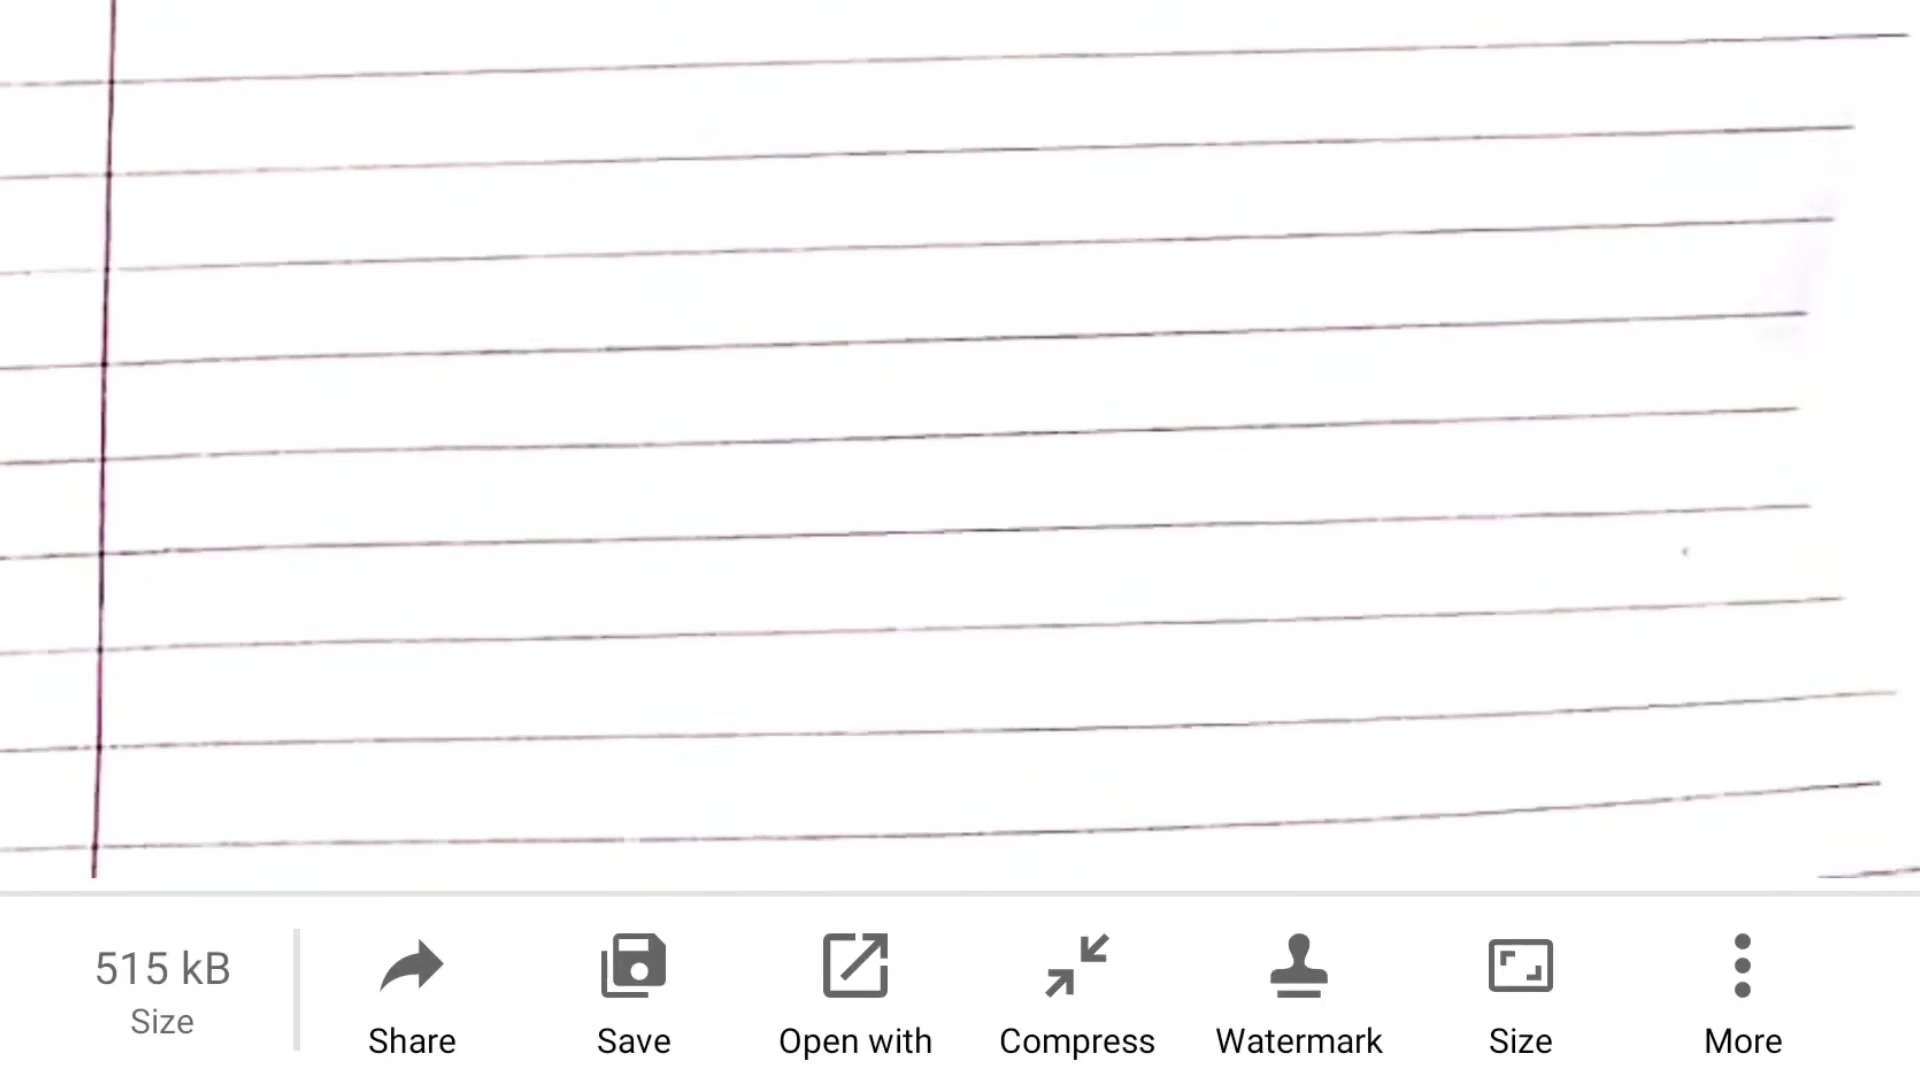 515 kB
Size
Share
Save
Open with
Compress
Watermark
Size
More